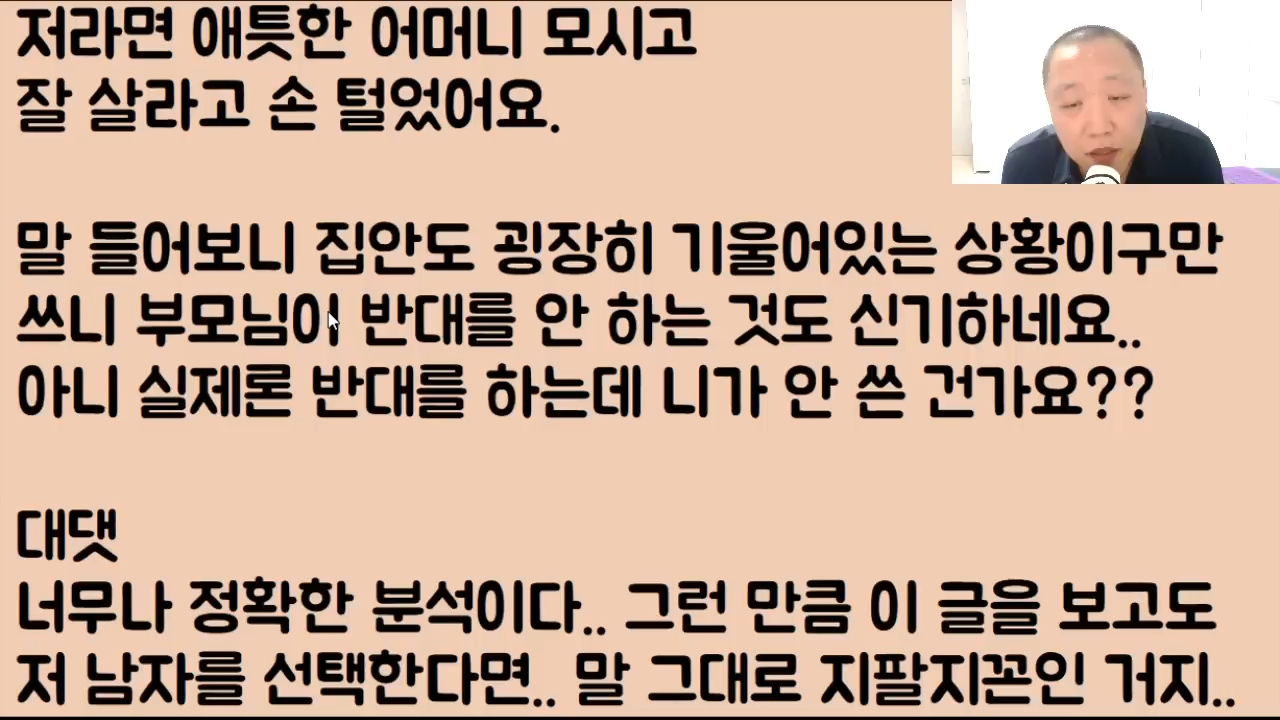 저라면 애틋한 어머니 모시고
잘 살라고 손 털었어요.
말 들어보니 집안도 굉장히 기울어있는 상황이구만
쓰니 부모님이 반대를 안 하는 것도 신기하네요..
아니 실제론 반대를 하는데 니가 안 쓴 건가요??
대댓
너무나 정확한 분석이다.. 그런 만큼 이 글을 보고도
저 남자를 선택한다면.. 말 그대로 지팔지꼰인 거지..